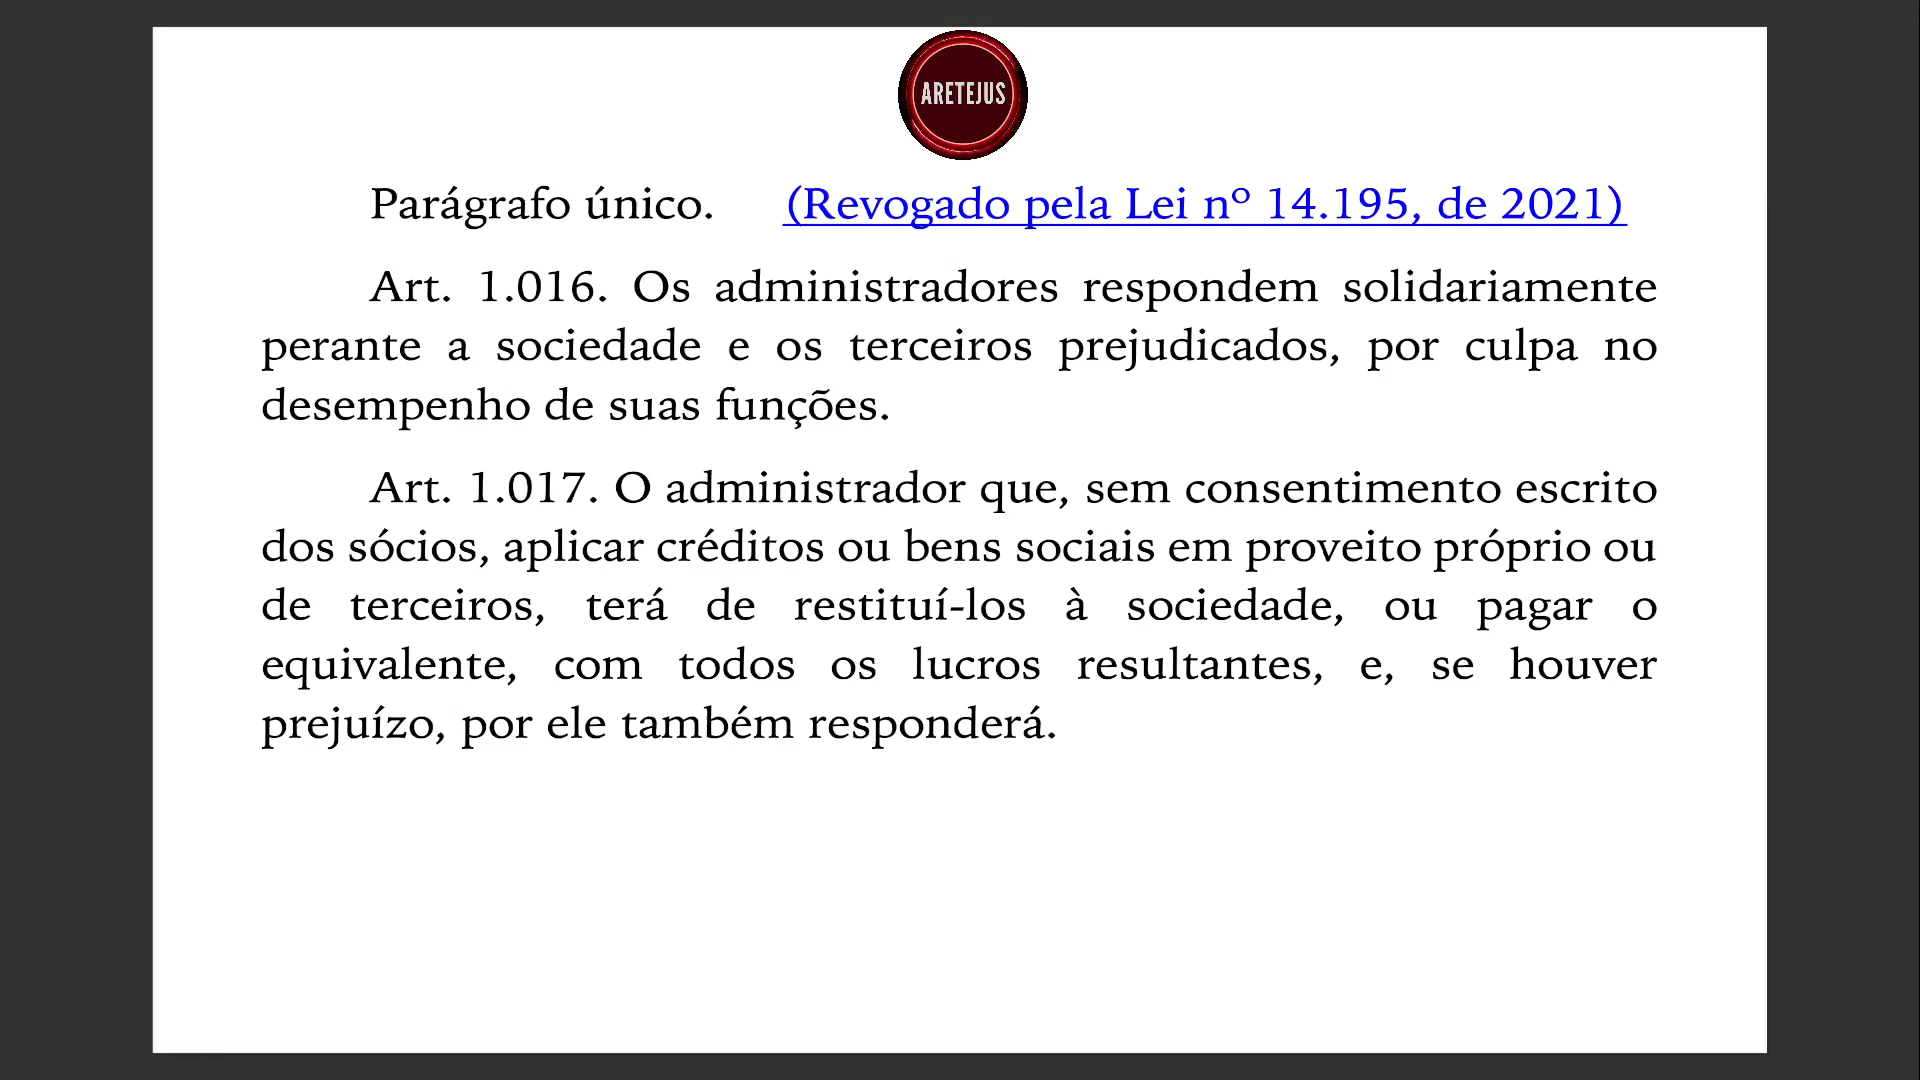 ARETEJUS
Parágrafo único. (Revogado pela Lei nº 14.195, de 2021)
Art. 1.016. Os administradores respondem solidariamente
perante a sociedade e os terceiros prejudicados, por culpa no
desempenho de suas funções.
Art. 1.017. O administrador que, sem consentimento escrito
dos sócios, aplicar créditos ou bens sociais em proveito próprio ou
de terceiros, terá de restituí-los à sociedade, ou pagar o
equivalente, com todos os lucros resultantes, e, se houver
prejuízo, por ele também responderá.